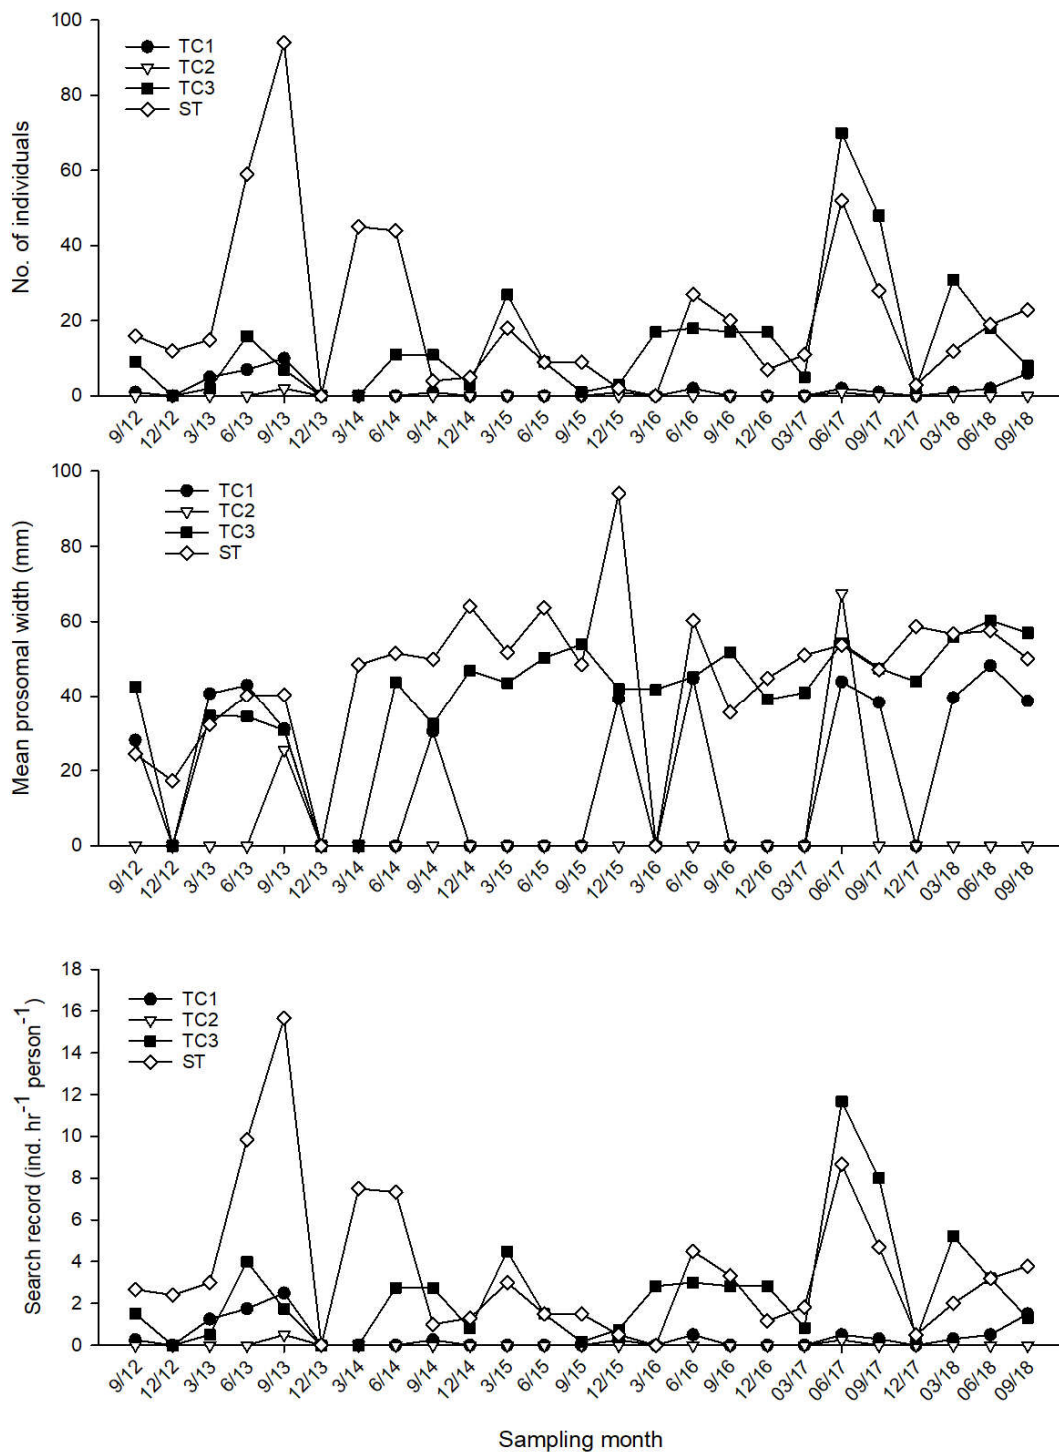 No. of individuals
100
80
60
40
20
0
TC1
TC2
TC3
ST
9/12 12/12 3/13 6/13 9/13 12/13 3/14 6/14 9/14 12/14 3/15 6/15 9/15 12/15 3/16 6/16 9/16 12/16 03/17 06/17 09/17 12/17 03/18 06/18 09/18
Mean prosomal width (mm)
100
80
60
40
20
0
TC1
TC2
TC3
ST
9/12 12/12 3/13 6/13 9/13 12/13 3/14 6/14 9/14 12/14 3/15 6/15 9/15 12/15 3/16 6/16 9/16 12/16 03/17 06/17 09/17 12/17 03/18 06/18 09/18
Search record (ind. hr⁻¹ person⁻¹)
18
16
14
12
10
8
6
4
2
0
TC1
TC2
TC3
ST
9/12 12/12 3/13 6/13 9/13 12/13 3/14 6/14 9/14 12/14 3/15 6/15 9/15 12/15 3/16 6/16 9/16 12/16 03/17 06/17 09/17 12/17 03/18 06/18 09/18
Sampling month